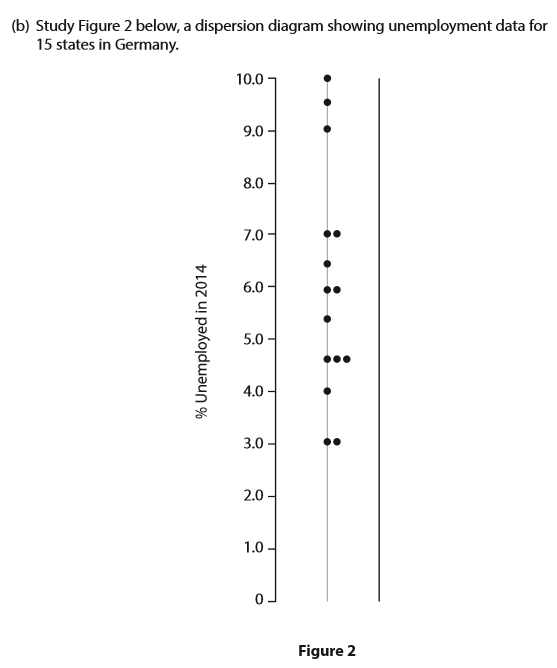 (b) Study Figure 2 below, a dispersion diagram showing unemployment data for
15 states in Germany.
10.0
9.0
8.0
7.0
6.0
5.0
4.0
3.0
2.0
1.0
0
% Unemployed in 2014
Figure 2